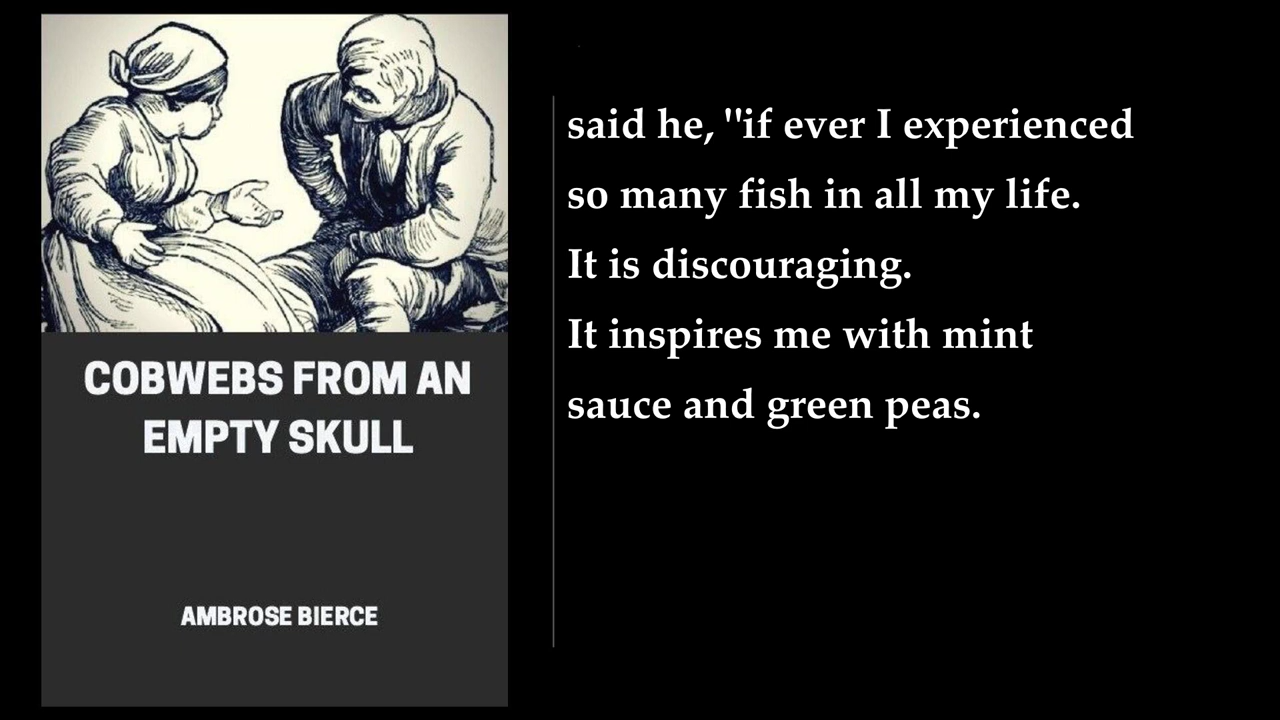 COBWEBS FROM AN
EMPTY SKULL
AMBROSE BIERCE
said he, "if ever I experienced
so many fish in all my life.
It is discouraging.
It inspires me with mint
sauce and green peas.